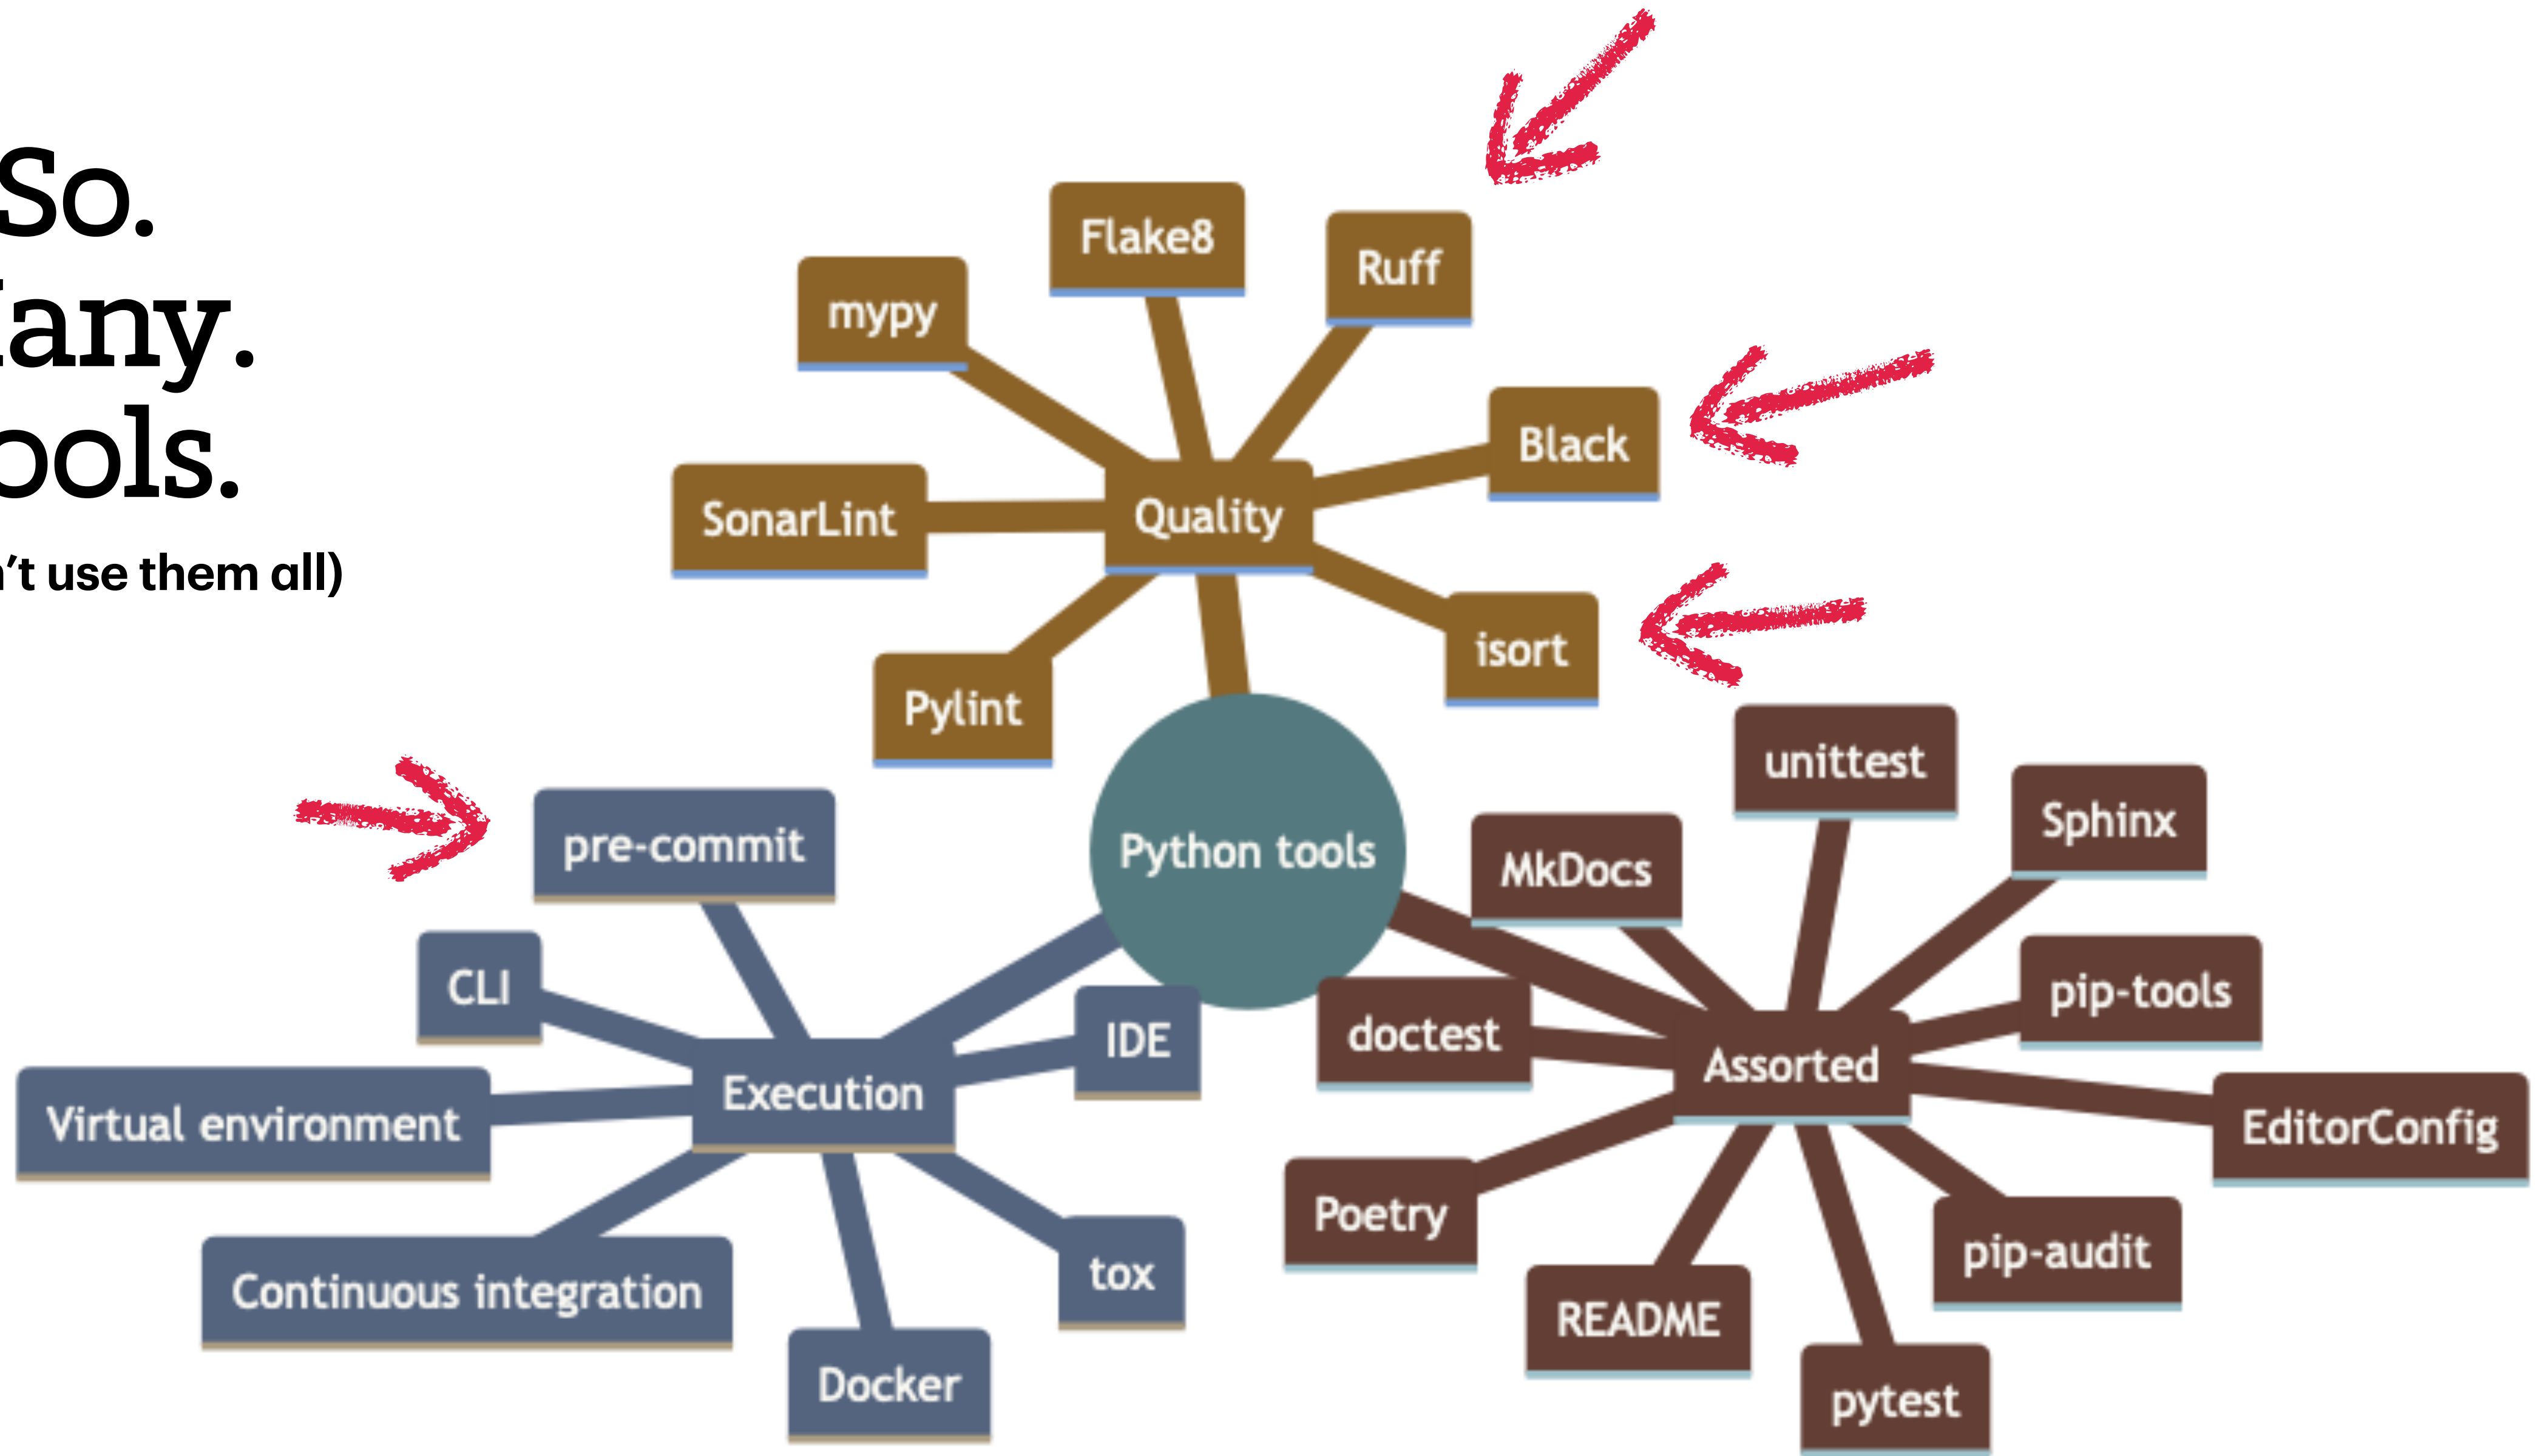 So.
any.
ools.
't use them all)
Flake8
Ruff
mypy
Black
SonarLint
Quality
isort
Pylint
unittest
Sphinx
pre-commit
Python tools
MkDocs
CLI
pip-tools
IDE
doctest
Assorted
Execution
Virtual environment
EditorConfig
Poetry
pip-audit
tox
Continuous integration
README
Docker
pytest